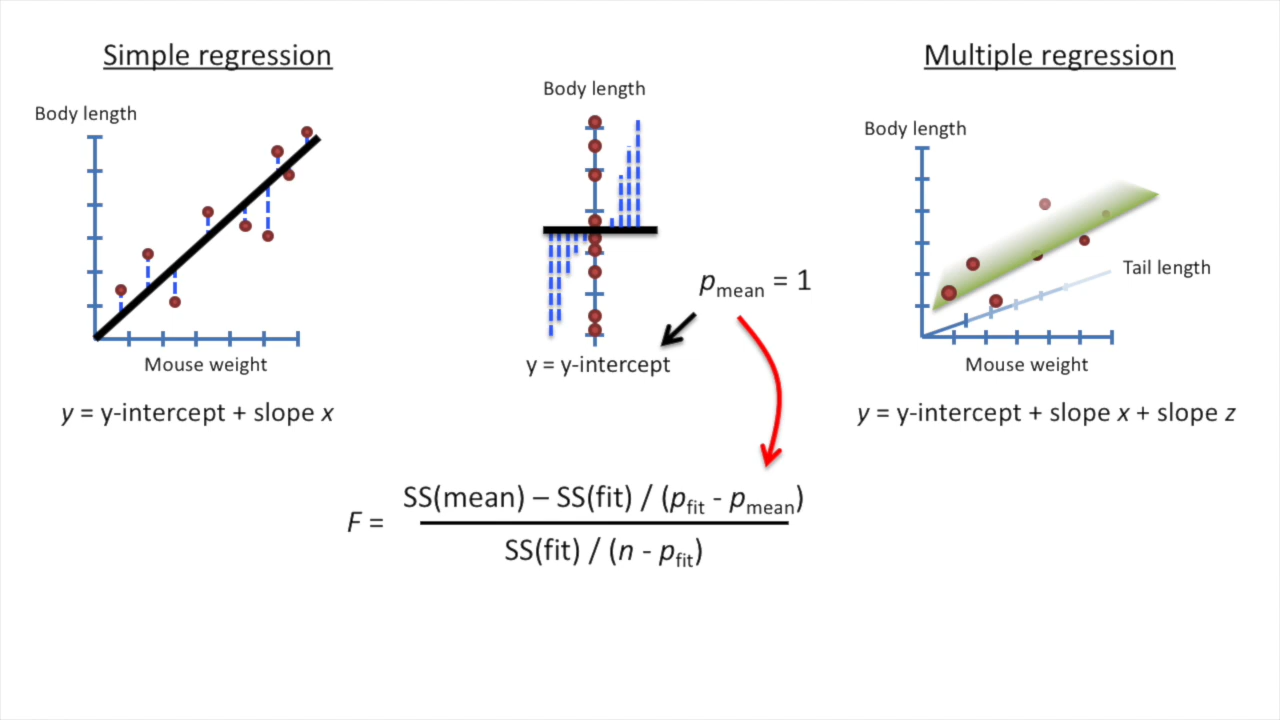 Simple regression
Body length
Mouse weight
y = y-intercept + slope x
Body length
p_mean = 1
y = y-intercept
Multiple regression
Body length
Tail length
Mouse weight
y = y-intercept + slope x + slope z
F =
SS(mean) – SS(fit) / (p_fit - p_mean)
SS(fit) / (n - p_fit)